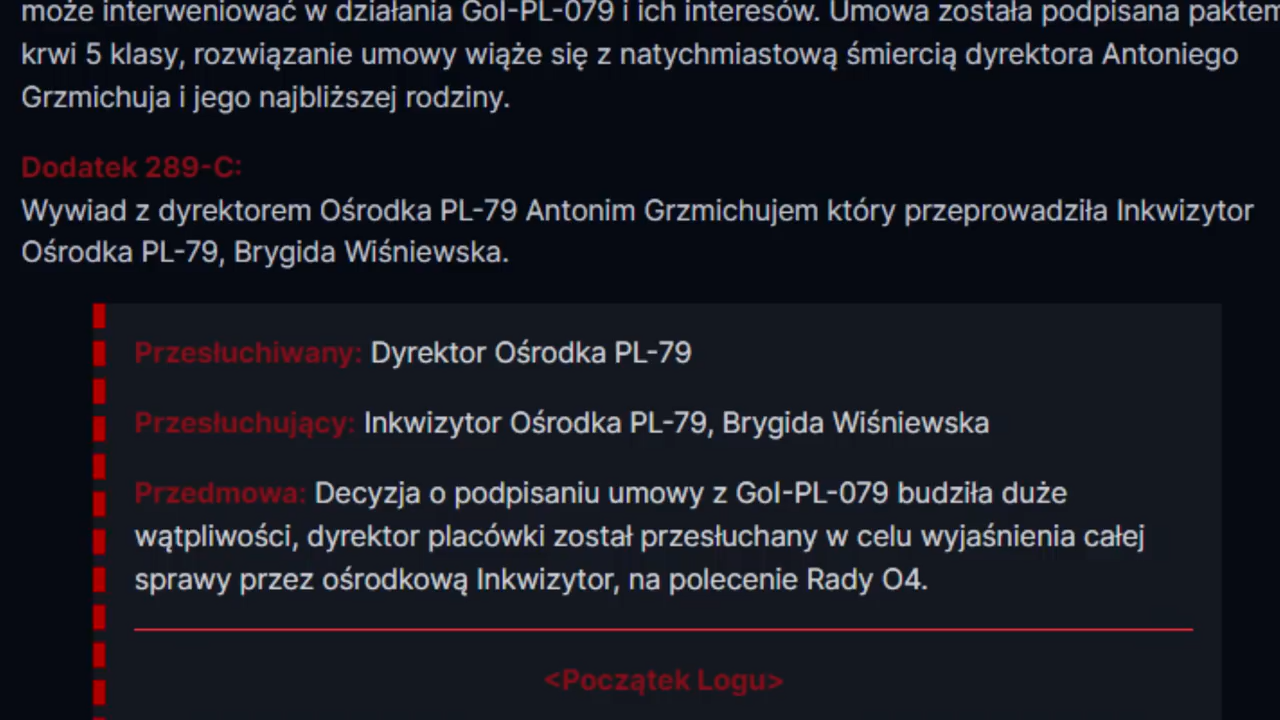 może interweniować w działania GoI-PL-079 i ich interesów. Umowa została podpisana paktem
krwi 5 klasy, rozwiązanie umowy wiąże się z natychmiastową śmiercią dyrektora Antoniego
Grzmichuja i jego najbliższej rodziny.
Dodatek 289-C:
Wywiad z dyrektorem Ośrodka PL-79 Antonim Grzmichujem który przeprowadziła Inkwizytor
Ośrodka PL-79, Brygida Wiśniewska.
Przesłuchiwany: Dyrektor Ośrodka PL-79
Przesłuchujący: Inkwizytor Ośrodka PL-79, Brygida Wiśniewska
Przedmowa: Decyzja o podpisaniu umowy z GoI-PL-079 budziła duże
wątpliwości, dyrektor placówki został przesłuchany w celu wyjaśnienia całej
sprawy przez ośrodkową Inkwizytor, na polecenie Rady O4.
<Początek Logu>